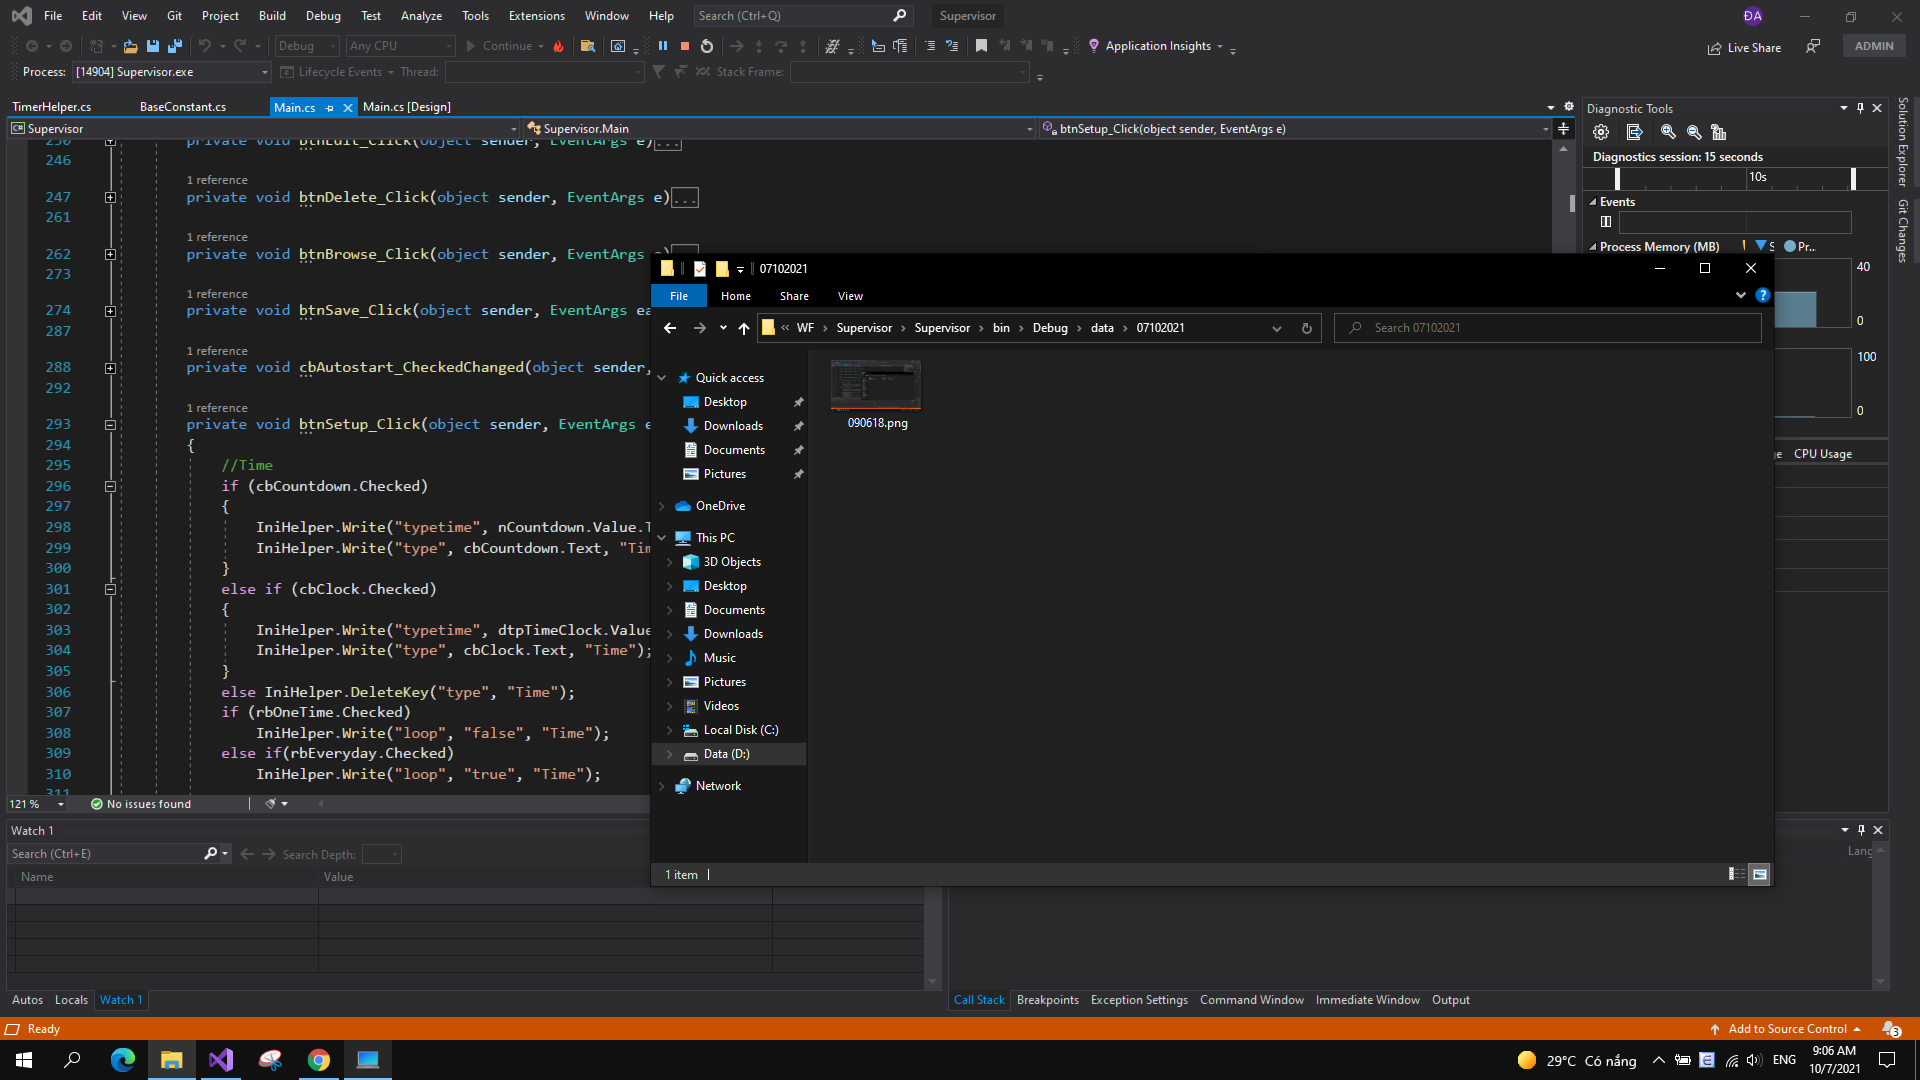 File Edit View Git Project Build Debug Test Analyze Tools Extensions Window Help Search (Ctrl+Q) Supervisor ĐA
Debug Any CPU Continue Application Insights Live Share ADMIN
Process: [14904] Supervisor.exe Lifecycle Events Thread: Stack Frame:
TimerHelper.cs BaseConstant.cs Main.cs Main.cs [Design]
C# Supervisor Supervisor.Main btnSetup_Click(object sender, EventArgs e)
230 private void btnEdit_Click(object sender, EventArgs e)...
246
1 reference
247 private void btnDelete_Click(object sender, EventArgs e)...
261
1 reference
262 private void btnBrowse_Click(object sender, EventArgs e)
273
1 reference
274 private void btnSave_Click(object sender, EventArgs ea
287
1 reference
288 private void cbAutostart_CheckedChanged(object sender,
292
1 reference
293 private void btnSetup_Click(object sender, EventArgs e
294 {
295 //Time
296 if (cbCountdown.Checked)
297 {
298 IniHelper.Write("typetime", nCountdown.Value.T
299 IniHelper.Write("type", cbCountdown.Text, "Tim
300 }
301 else if (cbClock.Checked)
302 {
303 IniHelper.Write("typetime", dtpTimeClock.Value
304 IniHelper.Write("type", cbClock.Text, "Time");
305 }
306 else IniHelper.DeleteKey("type", "Time");
307 if (rbOneTime.Checked)
308 IniHelper.Write("loop", "false", "Time");
309 else if(rbEveryday.Checked)
310 IniHelper.Write("loop", "true", "Time");
311
121 % No issues found
Watch 1
Search (Ctrl+E) Search Depth:
Name Value
Autos Locals Watch 1
07102021
File Home Share View
« WF › Supervisor › Supervisor › bin › Debug › data › 07102021 Search 07102021
Quick access
Desktop
Downloads
Documents
Pictures
OneDrive
This PC
3D Objects
Desktop
Documents
Downloads
Music
Pictures
Videos
Local Disk (C:)
Data (D:)
Network
090618.png
1 item
Diagnostic Tools
Diagnostics session: 15 seconds
10s
Events
Process Memory (MB) S Pr...
40
0
100
0
ge CPU Usage
Solution Explorer
Git Changes
Lang
Call Stack Breakpoints Exception Settings Command Window Immediate Window Output
Ready Add to Source Control 3
29°C Có nắng ENG 9:06 AM
10/7/2021